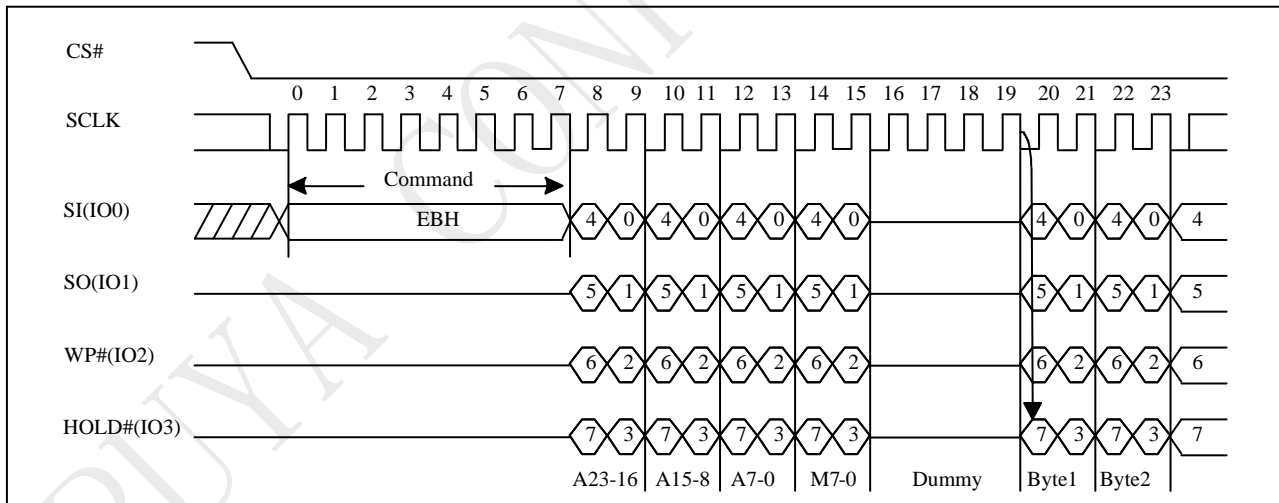 CS#
0 1 2 3 4 5 6 7 8 9 10 11 12 13 14 15 16 17 18 19 20 21 22 23
SCLK
Command
SI(IO0) EBH 4 0 4 0 4 0 4 0 4 0 4 0 4
SO(IO1) 5 1 5 1 5 1 5 1 5 1 5 1 5
WP#(IO2) 6 2 6 2 6 2 6 2 6 2 6 2 6
HOLD#(IO3) 7 3 7 3 7 3 7 3 7 3 7 3 7
A23-16 A15-8 A7-0 M7-0 Dummy Byte1 Byte2
PUYA CONF